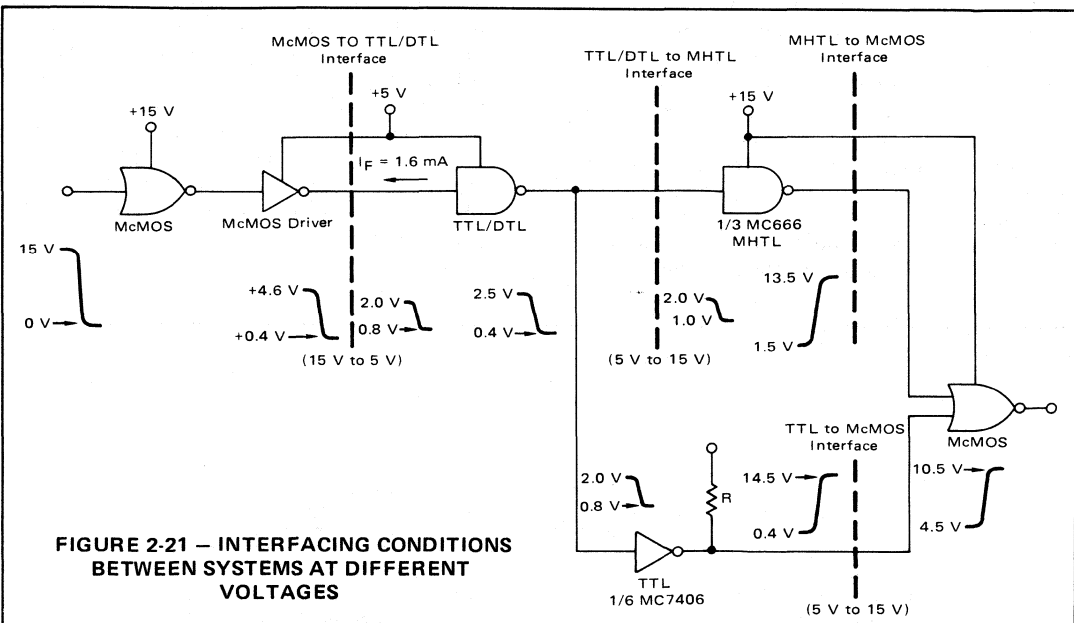 McMOS TO TTL/DTL
Interface
TTL/DTL to MHTL
Interface
MHTL to McMOS
Interface
+15 V
+5 V
+15 V
IF = 1.6 mA
McMOS
McMOS Driver
TTL/DTL
1/3 MC666
MHTL
15 V
0 V
+4.6 V
+0.4 V
2.0 V
0.8 V
2.5 V
0.4 V
2.0 V
1.0 V
13.5 V
1.5 V
(15 V to 5 V)
(5 V to 15 V)
TTL to McMOS
Interface
McMOS
2.0 V
0.8 V
R
14.5 V
0.4 V
10.5 V
4.5 V
TTL
1/6 MC7406
(5 V to 15 V)
FIGURE 2-21 – INTERFACING CONDITIONS
BETWEEN SYSTEMS AT DIFFERENT
VOLTAGES